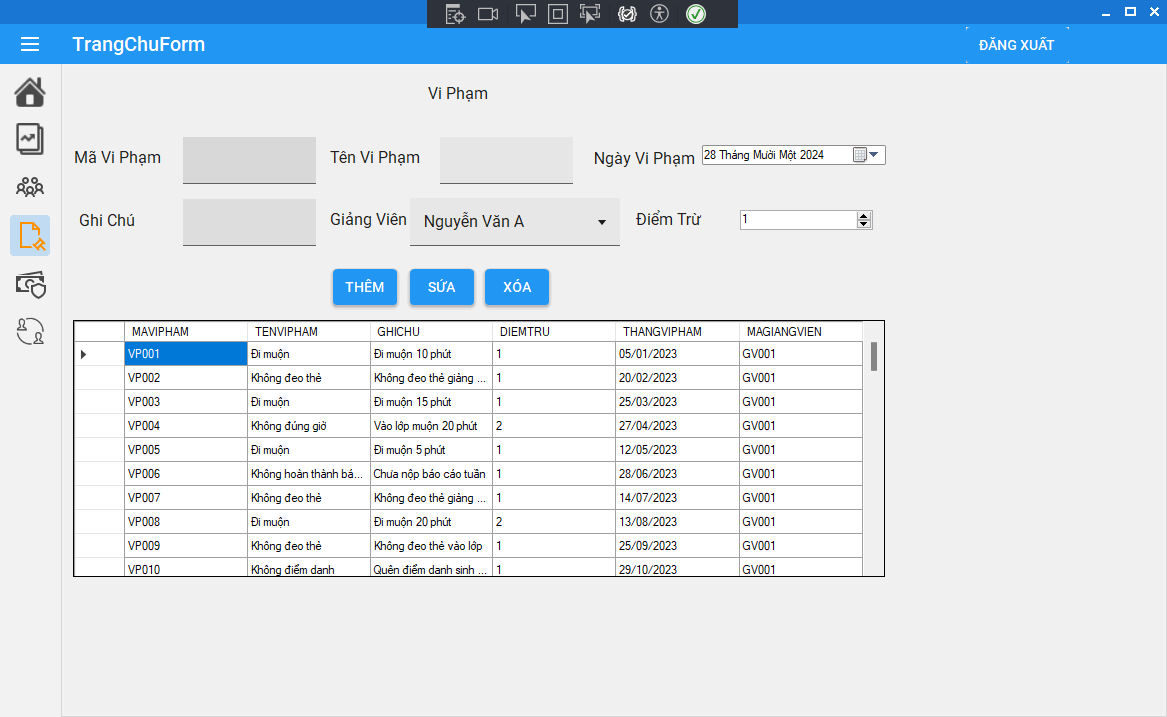 TrangChuForm ĐĂNG XUẤT
Vi Phạm
Mã Vi Phạm Tên Vi Phạm Ngày Vi Phạm 28 Tháng Mười Một 2024
Ghi Chú Giảng Viên Nguyễn Văn A Điểm Trừ 1
THÊM SỬA XÓA
MAVIPHAM TENVIPHAM GHICHU DIEMTRU THANGVIPHAM MAGIANGVIEN
VP001 Đi muộn Đi muộn 10 phút 1 05/01/2023 GV001
VP002 Không đeo thẻ Không đeo thẻ giảng ... 1 20/02/2023 GV001
VP003 Đi muộn Đi muộn 15 phút 1 25/03/2023 GV001
VP004 Không đúng giờ Vào lớp muộn 20 phút 2 27/04/2023 GV001
VP005 Đi muộn Đi muộn 5 phút 1 12/05/2023 GV001
VP006 Không hoàn thành bá... Chưa nộp báo cáo tuần 1 28/06/2023 GV001
VP007 Không đeo thẻ Không đeo thẻ giảng ... 1 14/07/2023 GV001
VP008 Đi muộn Đi muộn 20 phút 2 13/08/2023 GV001
VP009 Không đeo thẻ Không đeo thẻ vào lớp 1 25/09/2023 GV001
VP010 Không điểm danh Quên điểm danh sinh ... 1 29/10/2023 GV001